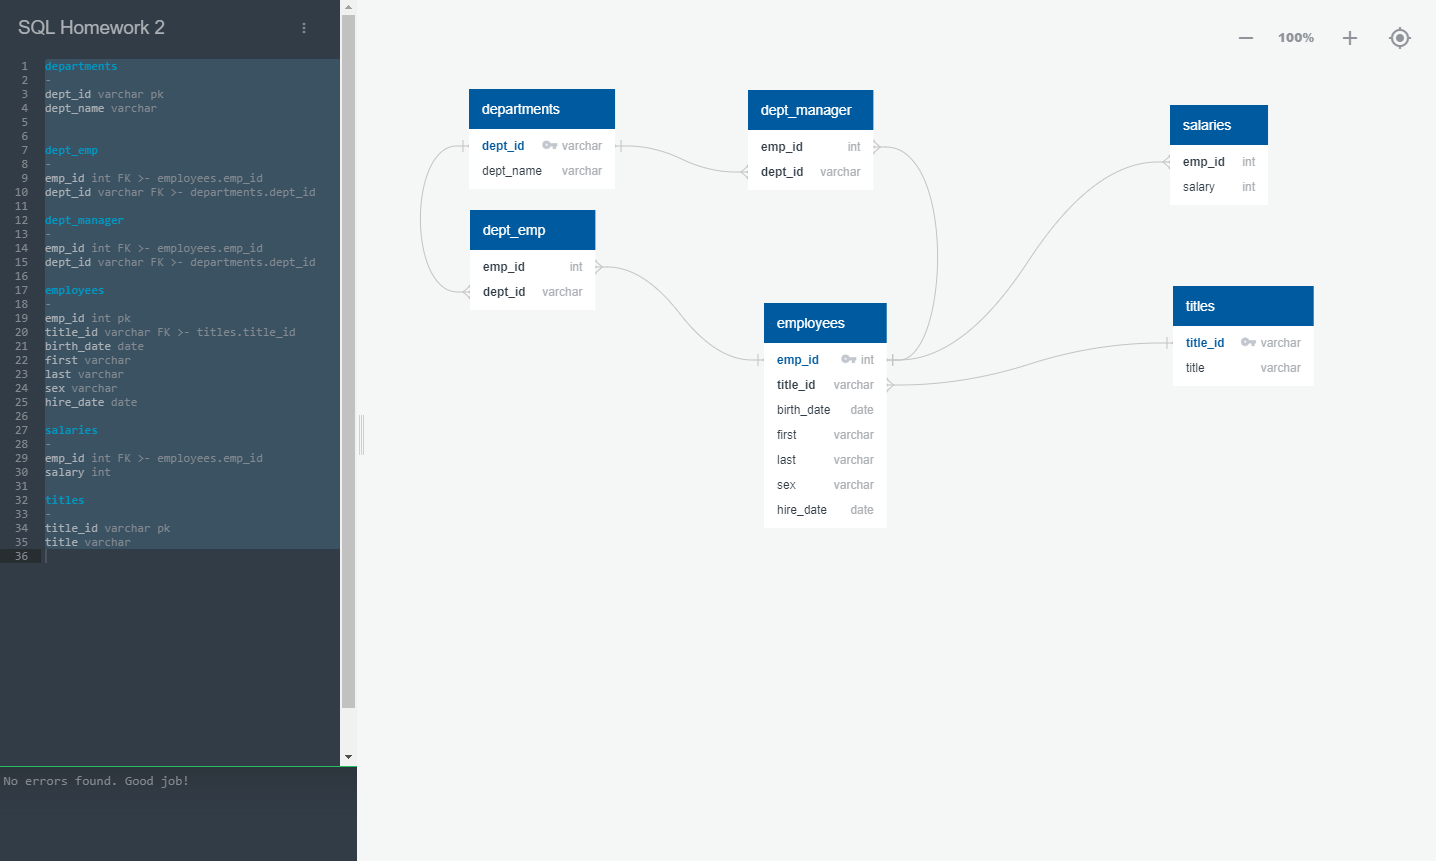 SQL Homework 2
1 departments
2 -
3 dept_id varchar pk
4 dept_name varchar
5
6
7 dept_emp
8 -
9 emp_id int FK >- employees.emp_id
10 dept_id varchar FK >- departments.dept_id
11
12 dept_manager
13 -
14 emp_id int FK >- employees.emp_id
15 dept_id varchar FK >- departments.dept_id
16
17 employees
18 -
19 emp_id int pk
20 title_id varchar FK >- titles.title_id
21 birth_date date
22 first varchar
23 last varchar
24 sex varchar
25 hire_date date
26
27 salaries
28 -
29 emp_id int FK >- employees.emp_id
30 salary int
31
32 titles
33 -
34 title_id varchar pk
35 title varchar
36
No errors found. Good job!
100%
departments
dept_id varchar
dept_name varchar
dept_manager
emp_id int
dept_id varchar
salaries
emp_id int
salary int
dept_emp
emp_id int
dept_id varchar
employees
emp_id int
title_id varchar
birth_date date
first varchar
last varchar
sex varchar
hire_date date
titles
title_id varchar
title varchar